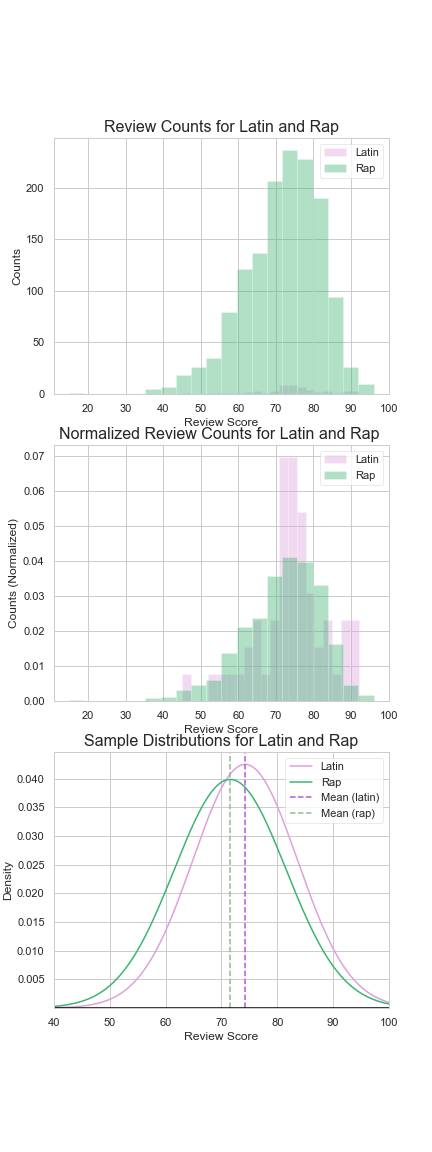 Review Counts for Latin and Rap
Latin
Rap
200
150
100
50
0
Counts
20 30 40 50 60 70 80 90 100
Review Score
Normalized Review Counts for Latin and Rap
Latin
Rap
0.07
0.06
0.05
0.04
0.03
0.02
0.01
0.00
Counts (Normalized)
20 30 40 50 60 70 80 90 100
Review Score
Sample Distributions for Latin and Rap
Latin
Rap
Mean (latin)
Mean (rap)
0.040
0.035
0.030
0.025
0.020
0.015
0.010
0.005
Density
40 50 60 70 80 90 100
Review Score